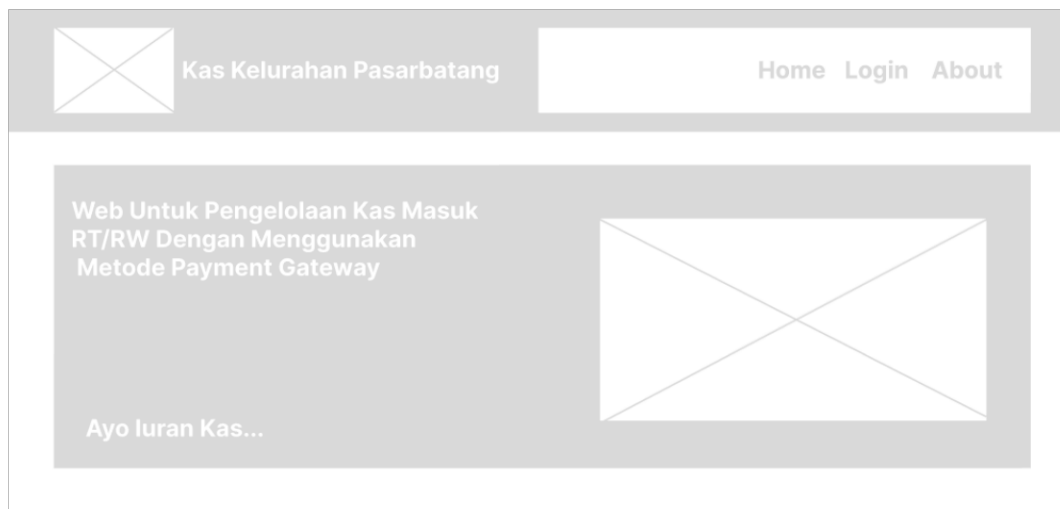 Kas Kelurahan Pasarbatang
Home Login About
Web Untuk Pengelolaan Kas Masuk
RT/RW Dengan Menggunakan
Metode Payment Gateway
Ayo Iuran Kas...